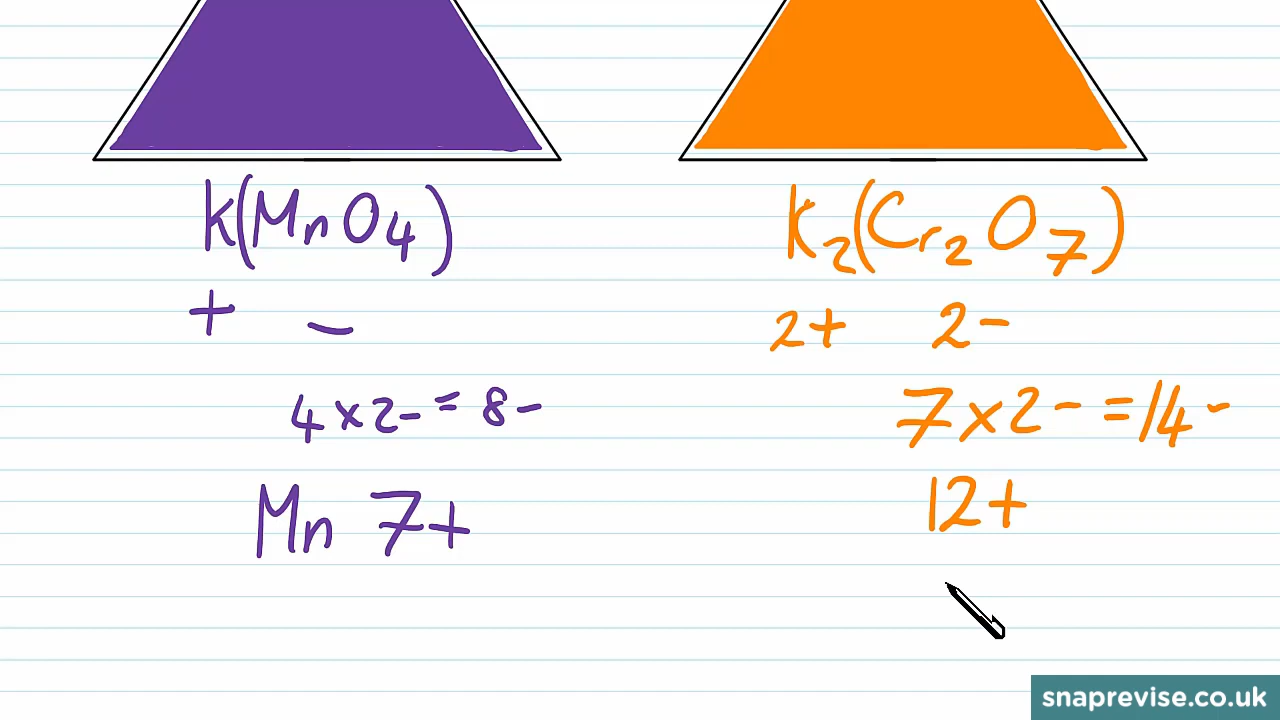 K(MnO4)
K2(Cr2O7)
+ −
2+ 2−
4 x 2− = 8−
7 x 2− = 14−
Mn 7+
12+
snaprevise.co.uk